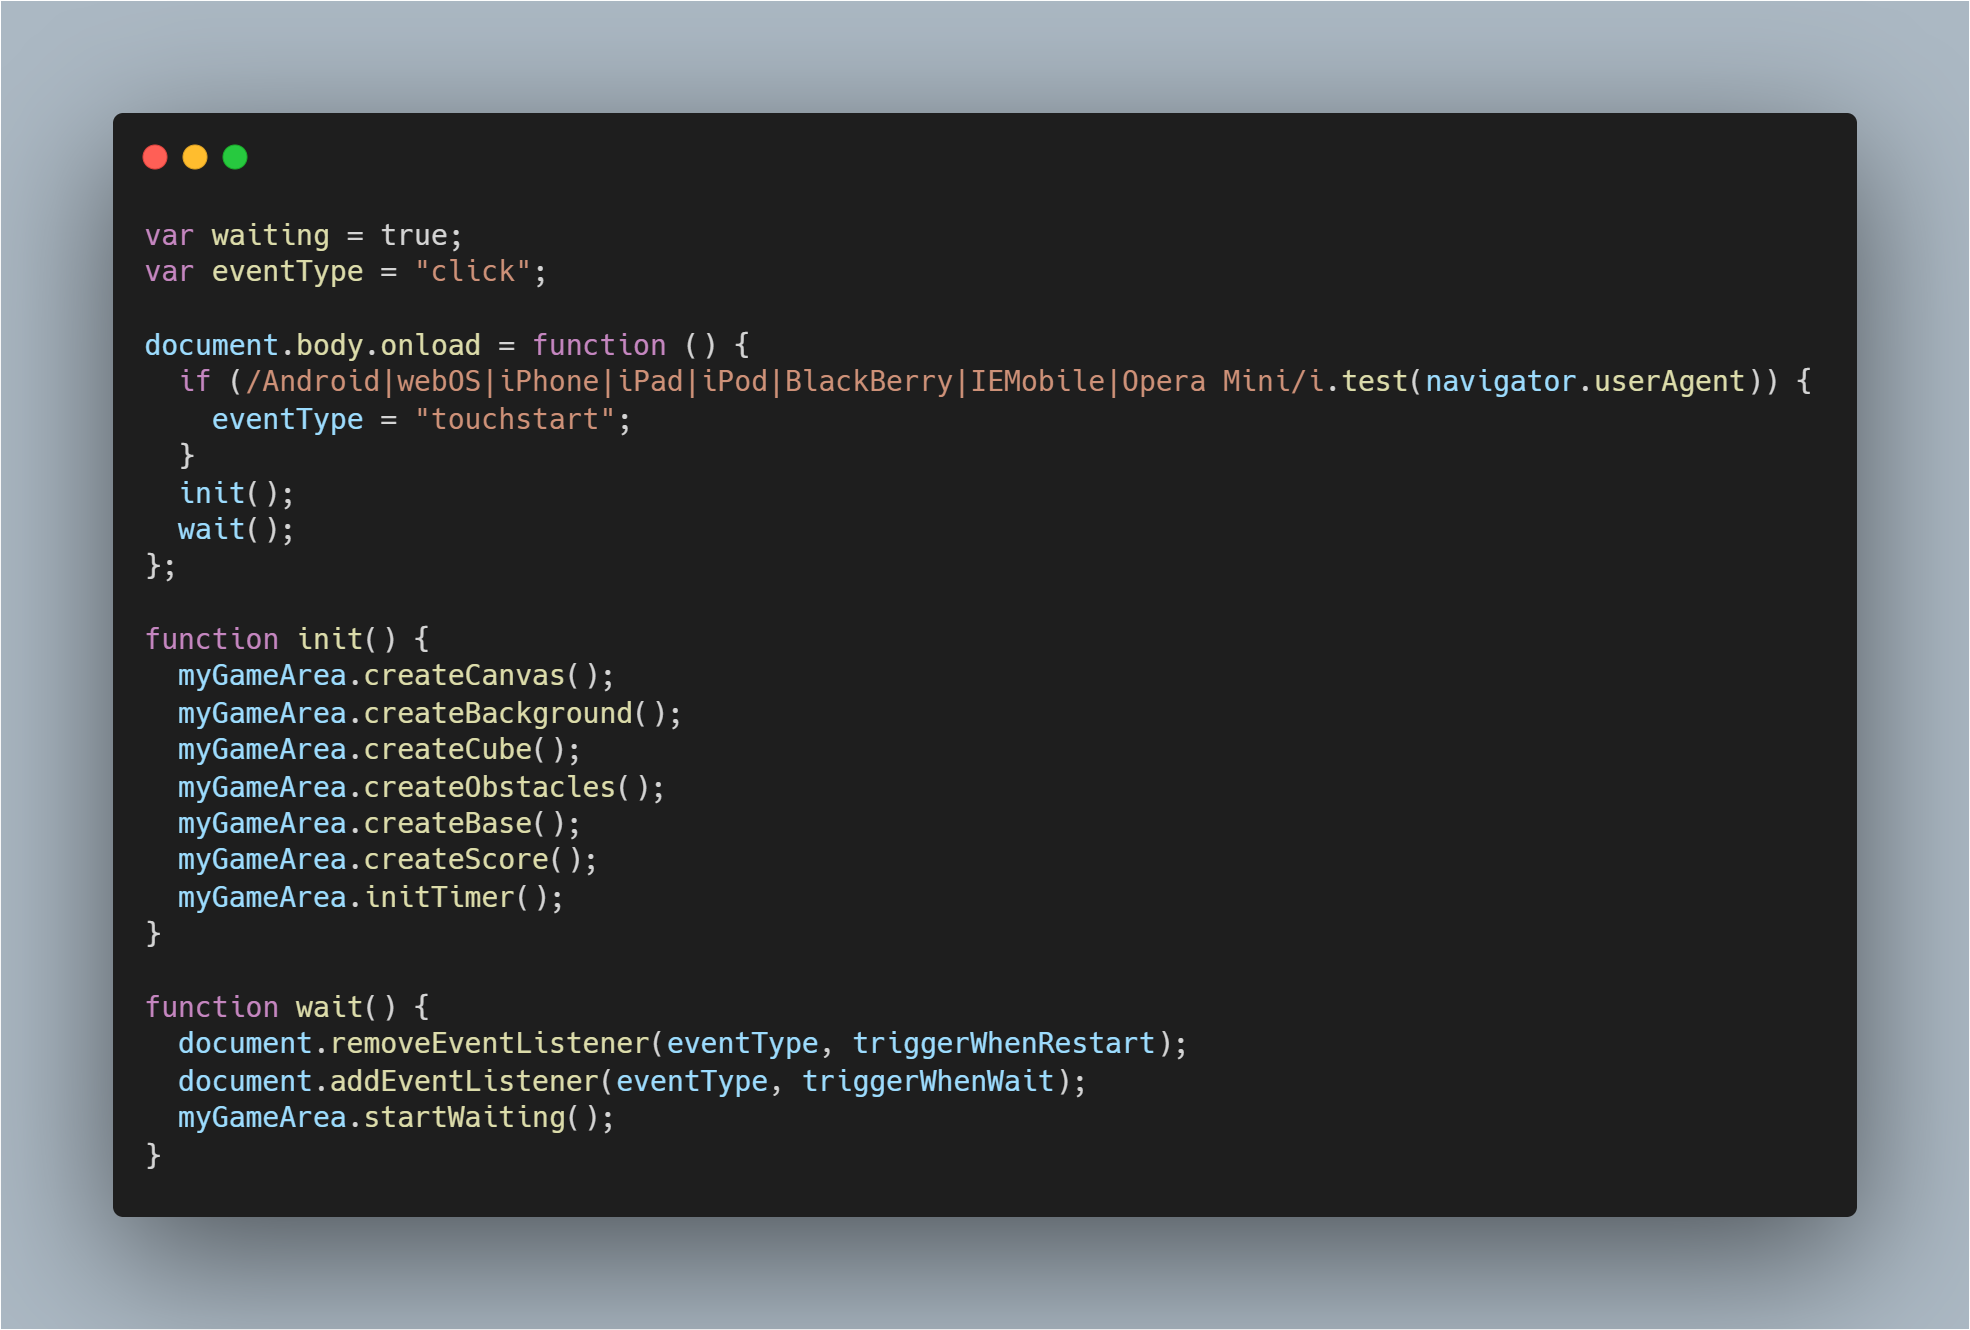 var waiting = true;
var eventType = "click";

document.body.onload = function () {
  if (/Android|webOS|iPhone|iPad|iPod|BlackBerry|IEMobile|Opera Mini/i.test(navigator.userAgent)) {
    eventType = "touchstart";
  }
  init();
  wait();
};

function init() {
  myGameArea.createCanvas();
  myGameArea.createBackground();
  myGameArea.createCube();
  myGameArea.createObstacles();
  myGameArea.createBase();
  myGameArea.createScore();
  myGameArea.initTimer();
}

function wait() {
  document.removeEventListener(eventType, triggerWhenRestart);
  document.addEventListener(eventType, triggerWhenWait);
  myGameArea.startWaiting();
}